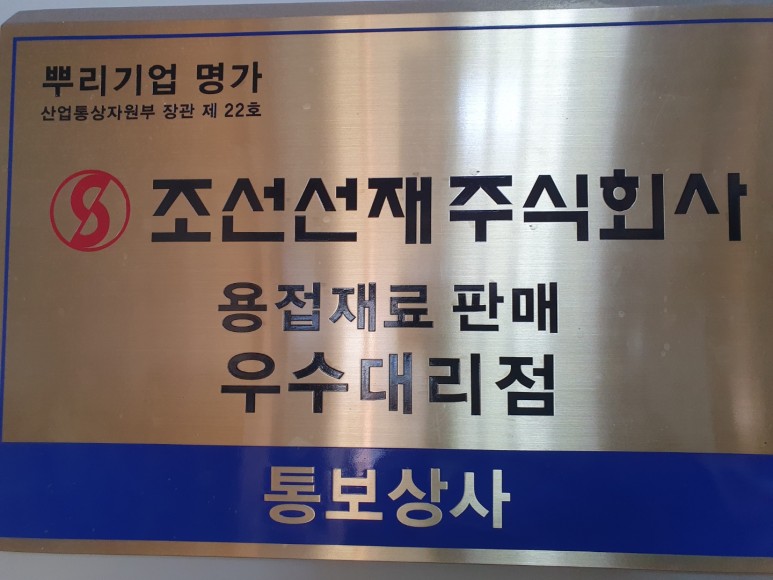 뿌리기업 명가
산업통상자원부 장관 제 22호
조선선재주식회사
용접재료 판매
우수대리점
통보상사